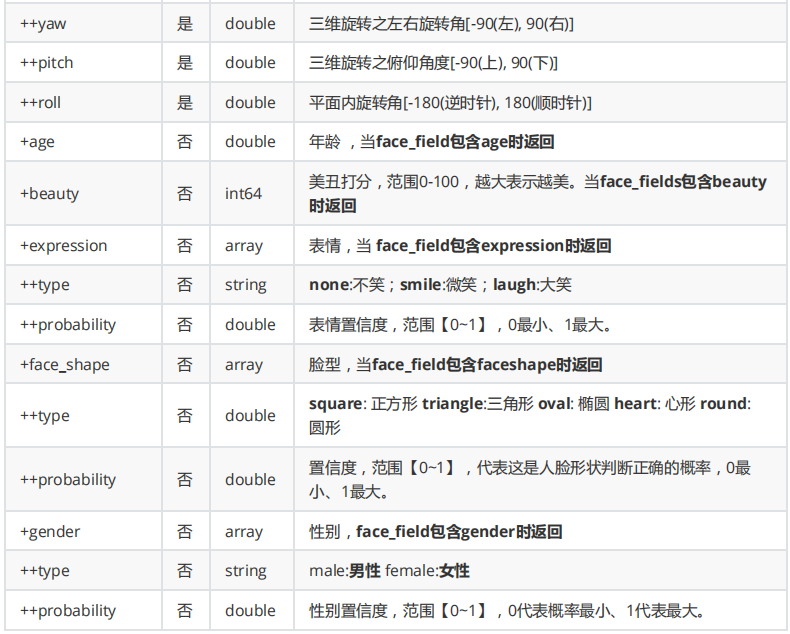 ++yaw 是 double 三维旋转之左右旋转角[-90(左), 90(右)]
++pitch 是 double 三维旋转之俯仰角度[-90(上), 90(下)]
++roll 是 double 平面内旋转角[-180(逆时针), 180(顺时针)]
+age 否 double 年龄 ，当face_field包含age时返回
+beauty 否 int64 美丑打分，范围0-100，越大表示越美。当face_fields包含beauty
时返回
+expression 否 array 表情，当 face_field包含expression时返回
++type 否 string none:不笑；smile:微笑；laugh:大笑
++probability 否 double 表情置信度，范围【0~1】，0最小、1最大。
+face_shape 否 array 脸型，当face_field包含faceshape时返回
++type 否 double square: 正方形 triangle:三角形 oval: 椭圆 heart: 心形 round:
圆形
++probability 否 double 置信度，范围【0~1】，代表这是人脸形状判断正确的概率，0最
小、1最大。
+gender 否 array 性别，face_field包含gender时返回
++type 否 string male:男性 female:女性
++probability 否 double 性别置信度，范围【0~1】，0代表概率最小、1代表最大。